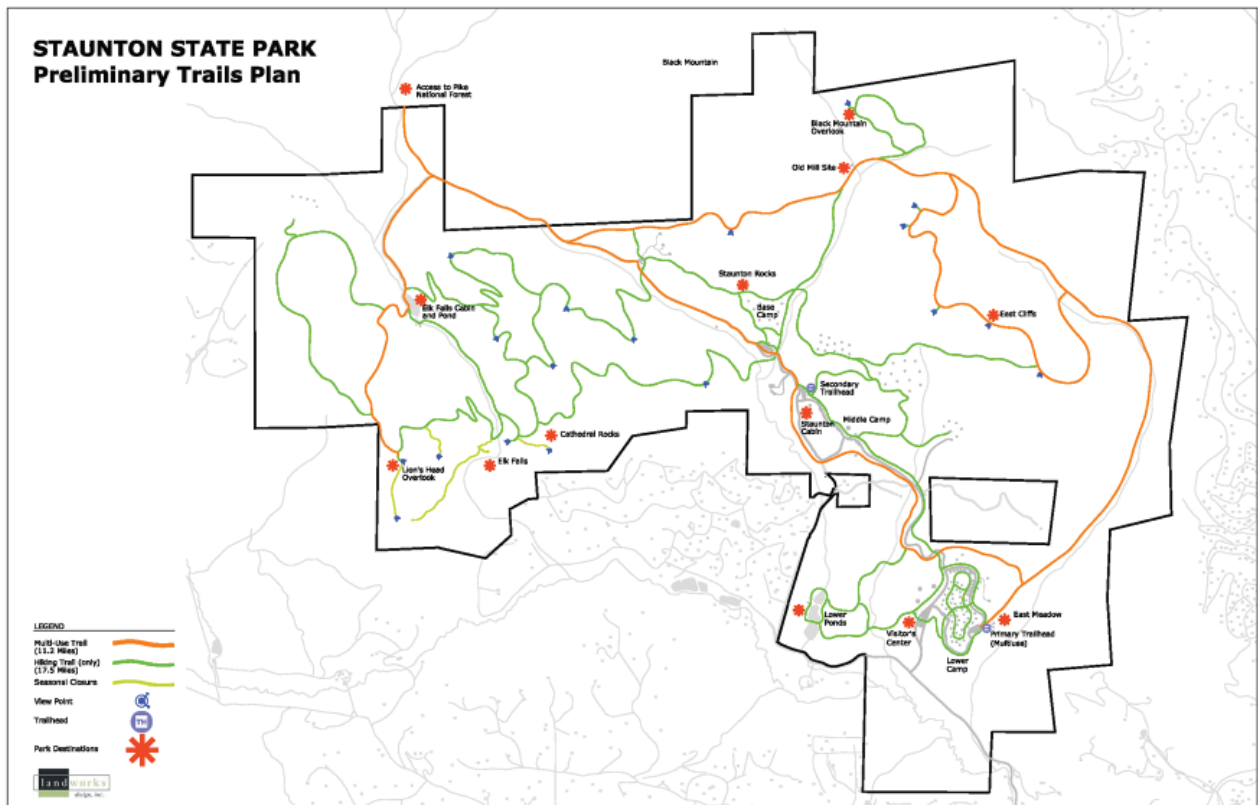 STAUNTON STATE PARK
Preliminary Trails Plan
Black Mountain
Access to Pike
National Forest
Black Mountain
Overlook
Old Mill Site
Staunton Rocks
Base
Camp
Elk Falls Cabin
and Pond
East Cliffs
Secondary
Trailhead
Middle Camp
Staunton
Cabin
Cathedral Rocks
Elk Falls
Lion's Head
Overlook
Lower
Ponds
Visitor's
Center
East Meadow
Primary Trailhead
(Multiuse)
Lower
Camp
LEGEND
Multi-Use Trail
(11.2 Miles)
Hiking Trail (only)
(17.5 Miles)
Seasonal Closure
View Point
Trailhead
TH
Park Destinations
landworks
design, inc.